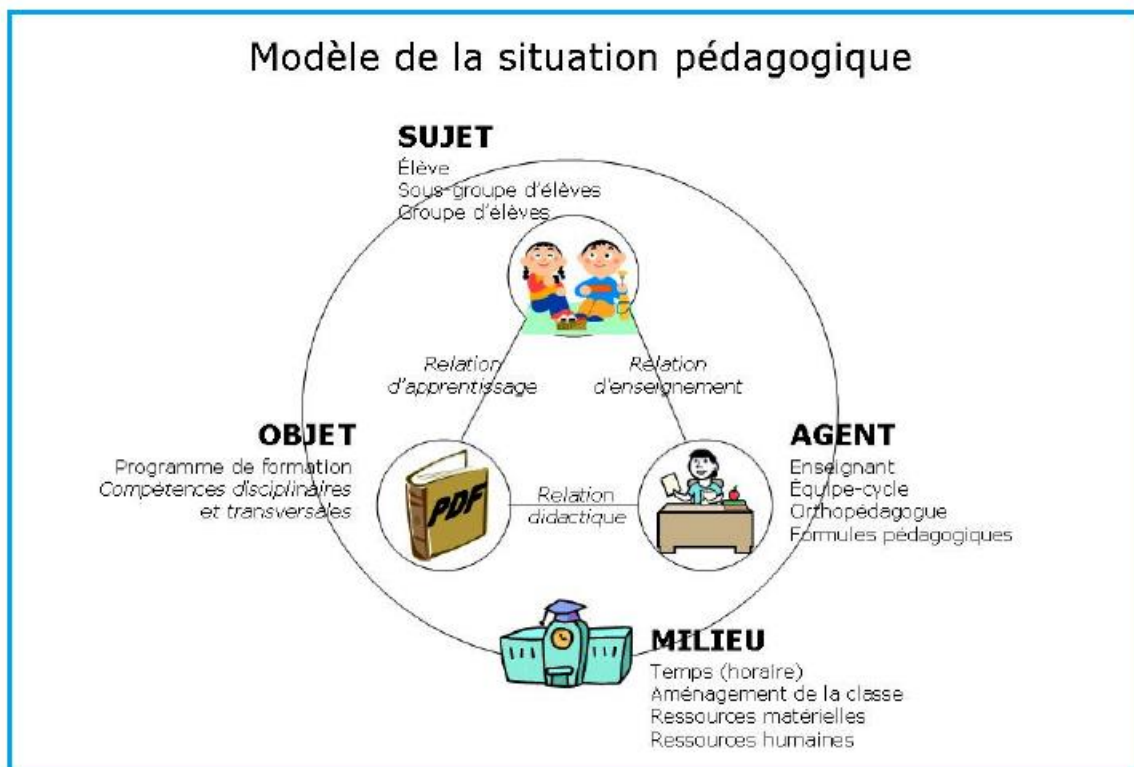 Modèle de la situation pédagogique
SUJET
Élève
Sous-groupe d'élèves
Groupe d'élèves
Relation
d'apprentissage
Relation
d'enseignement
OBJET
Programme de formation
Compétences disciplinaires
et transversales
PDF
Relation
didactique
AGENT
Enseignant
Équipe-cycle
Orthopédagogue
Formules pédagogiques
MILIEU
Temps (horaire)
Aménagement de la classe
Ressources matérielles
Ressources humaines